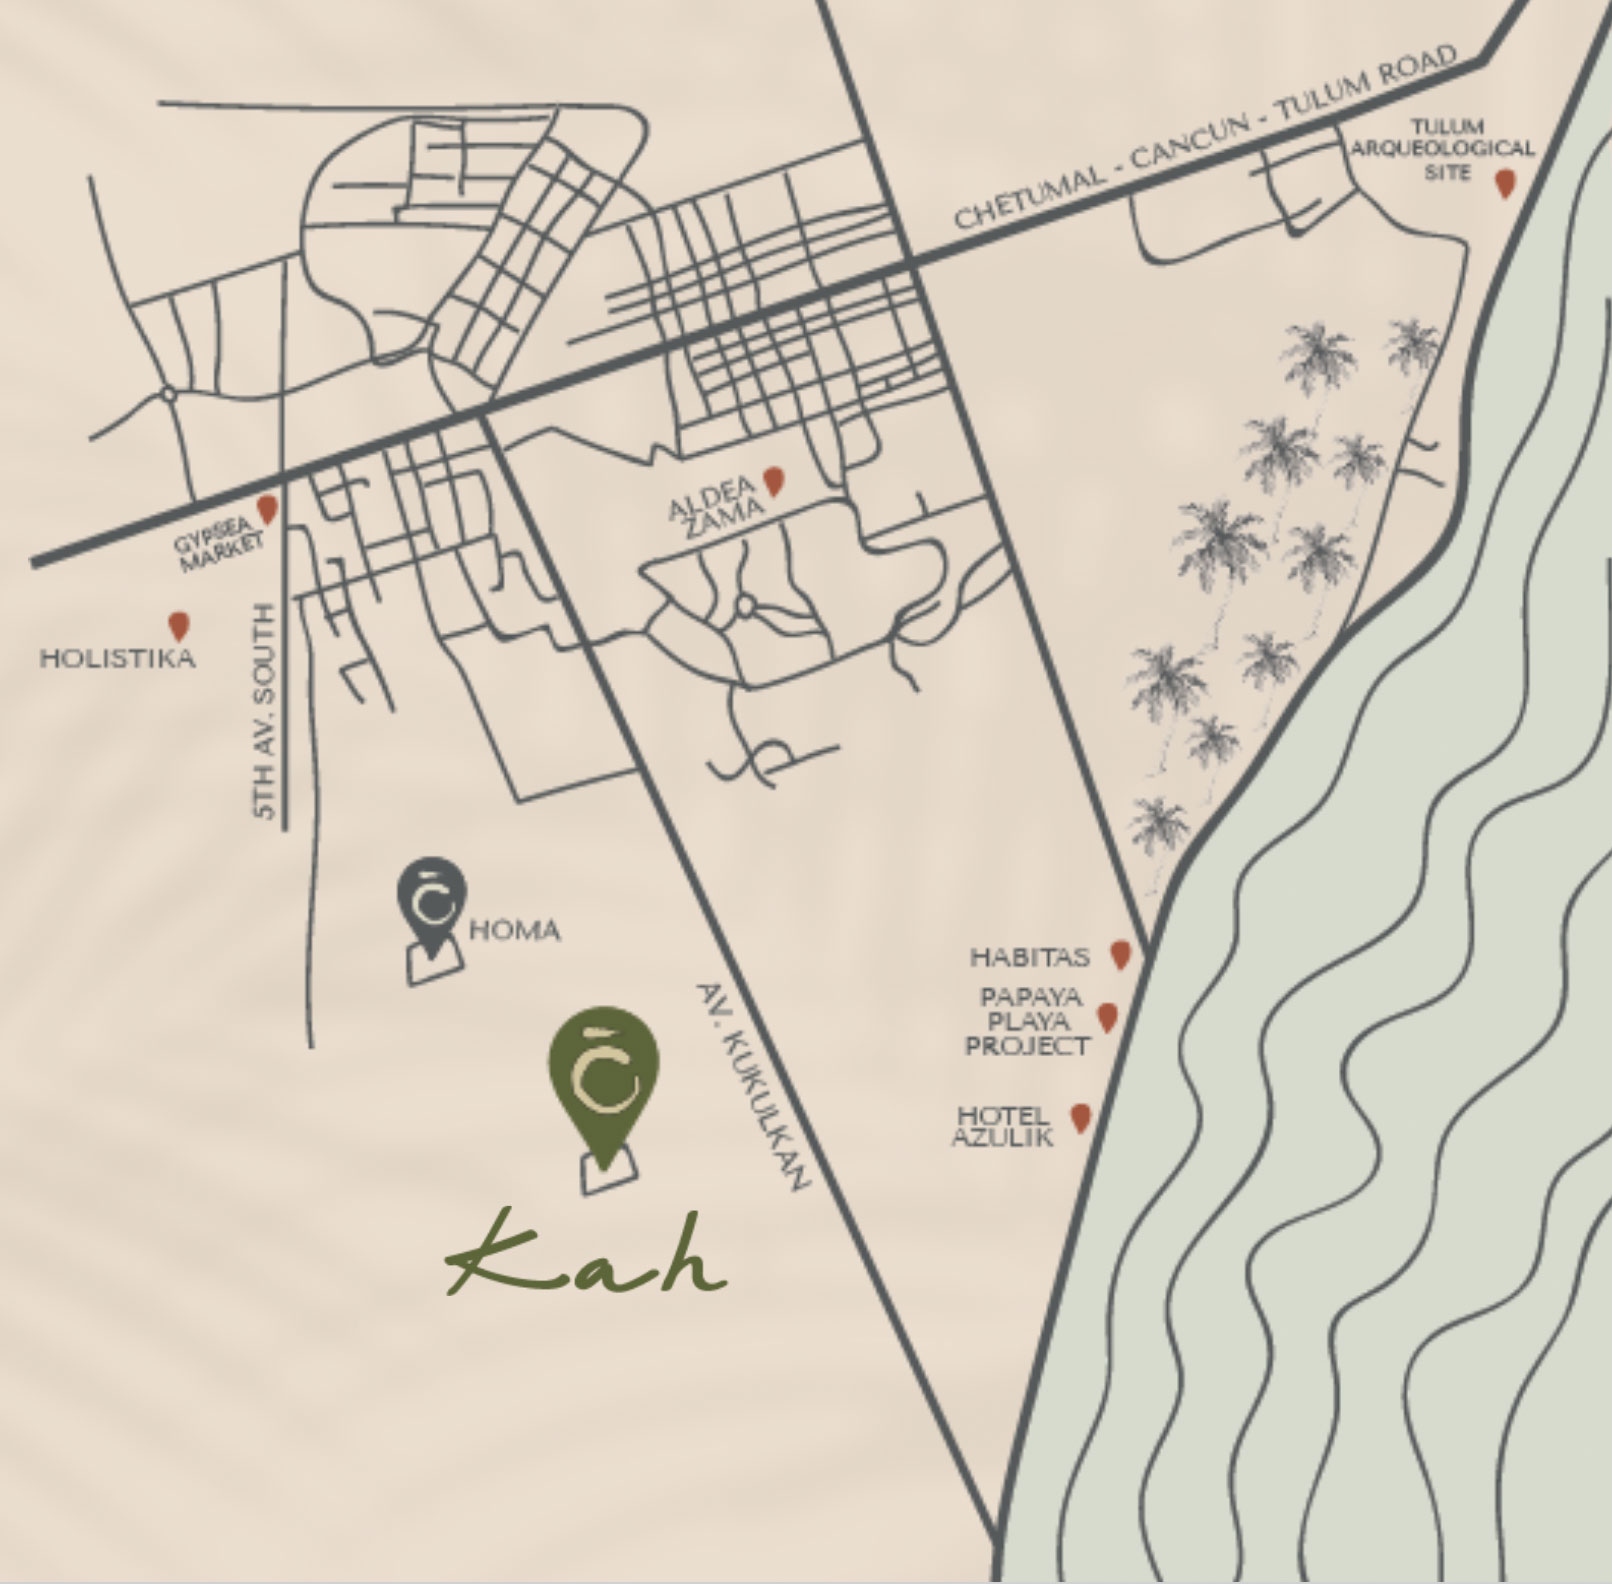 CHETUMAL - CANCUN - TULUM ROAD
TULUM
ARQUEOLOGICAL
SITE
ALDEA
ZAMA
GYPSEA
MARKET
HOLISTIKA
5TH AV. SOUTH
HOMA
HABITAS
PAPAYA
PLAYA
PROJECT
AV. KUKULKAN
HOTEL
AZULIK
Kah